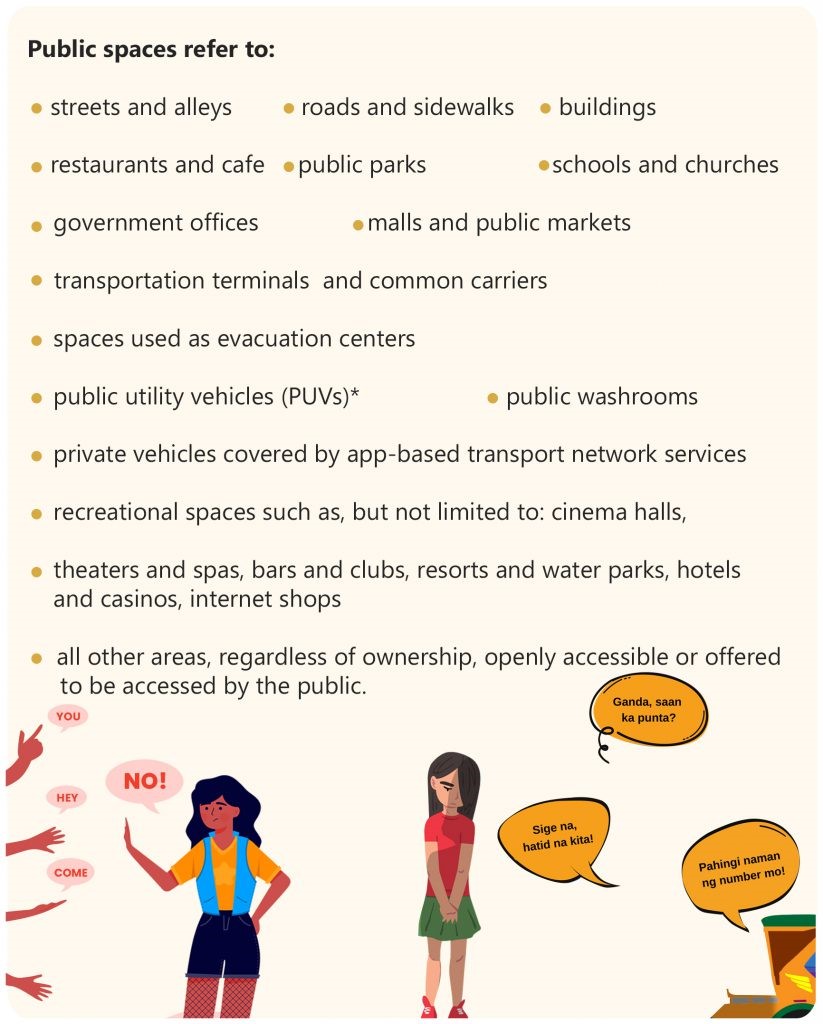 Public spaces refer to:
● streets and alleys ● roads and sidewalks ● buildings
● restaurants and cafe ● public parks ● schools and churches
● government offices ● malls and public markets
● transportation terminals and common carriers
● spaces used as evacuation centers
● public utility vehicles (PUVs)* ● public washrooms
● private vehicles covered by app-based transport network services
● recreational spaces such as, but not limited to: cinema halls,
● theaters and spas, bars and clubs, resorts and water parks, hotels
and casinos, internet shops
● all other areas, regardless of ownership, openly accessible or offered
to be accessed by the public.
YOU
NO!
HEY
COME
Ganda, saan
ka punta?
Sige na,
hatid na kita!
Pahingi naman
ng number mo!